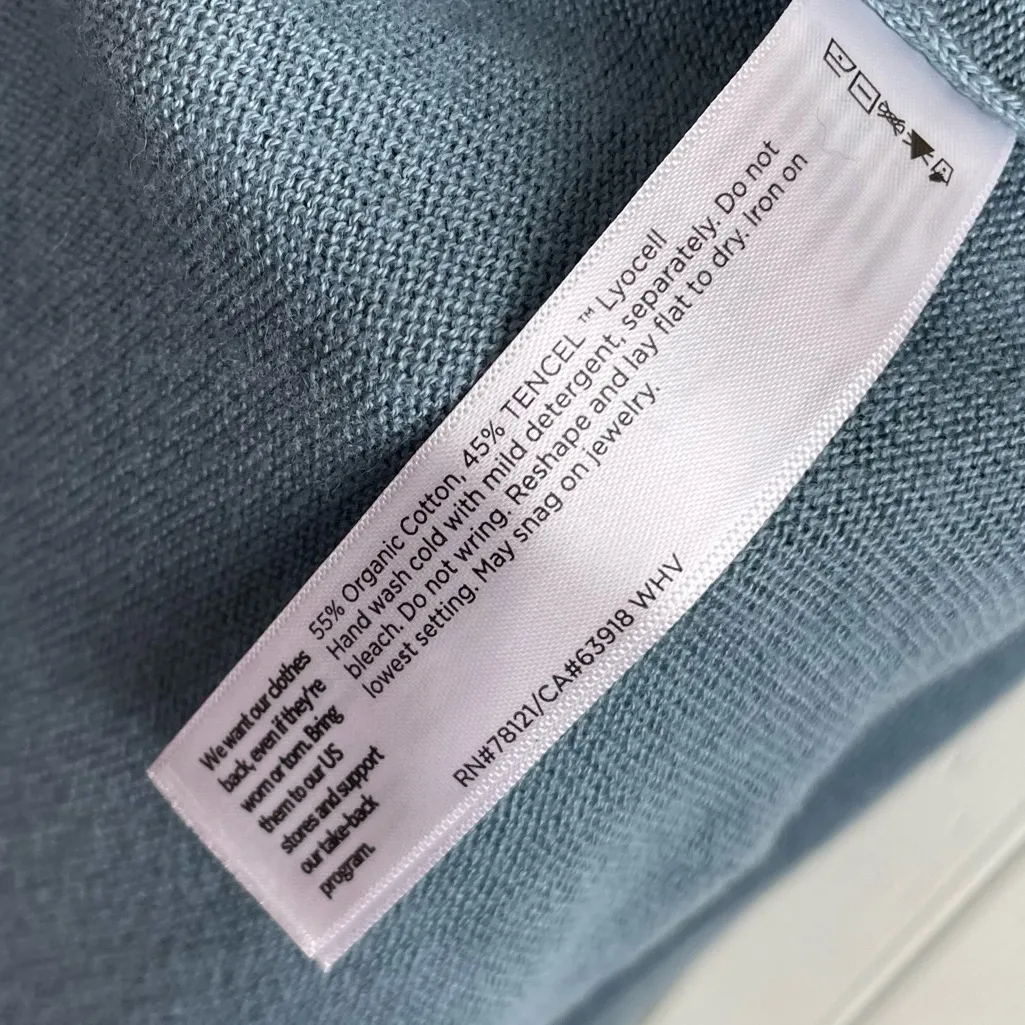 55% Organic Cotton, 45% TENCEL™ Lyocell
Hand wash cold with mild detergent, separately. Do not
bleach. Do not wring. Reshape and lay flat to dry. Iron on
lowest setting. May snag on jewelry.
RN#78121/CA#63918 WHV
We want our clothes
back, even if they're
worn or torn. Bring
them to our US
stores and support
our take-back
program.